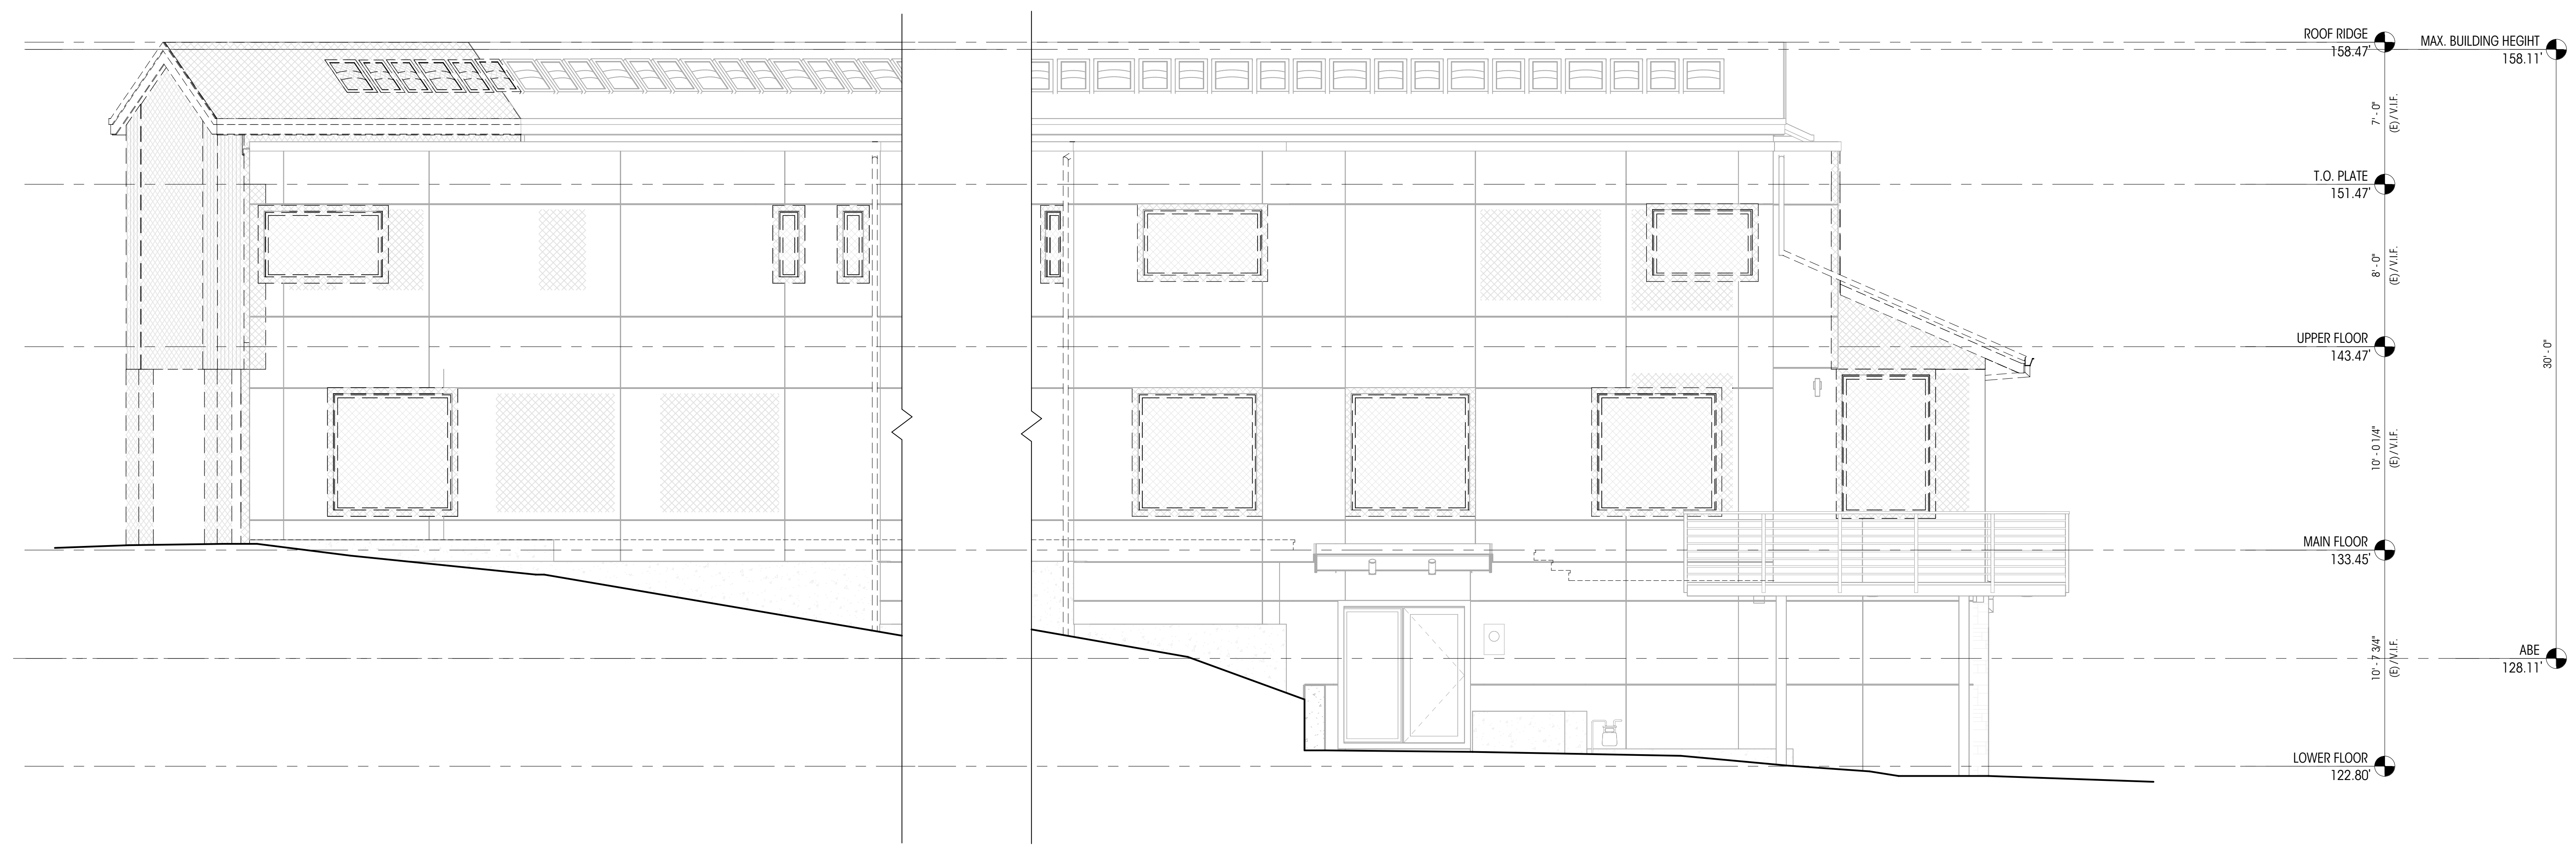 ROOF RIDGE
158.47'
MAX. BUILDING HEGIHT
158.11'
7' - 0"
(E) / V.I.F.
T.O. PLATE
151.47'
8' - 0"
(E) / V.I.F.
UPPER FLOOR
143.47'
30' - 0"
10' - 0 1/4"
(E) / V.I.F.
MAIN FLOOR
133.45'
10' - 7 3/4"
(E) / V.I.F.
ABE
128.11'
LOWER FLOOR
122.80'